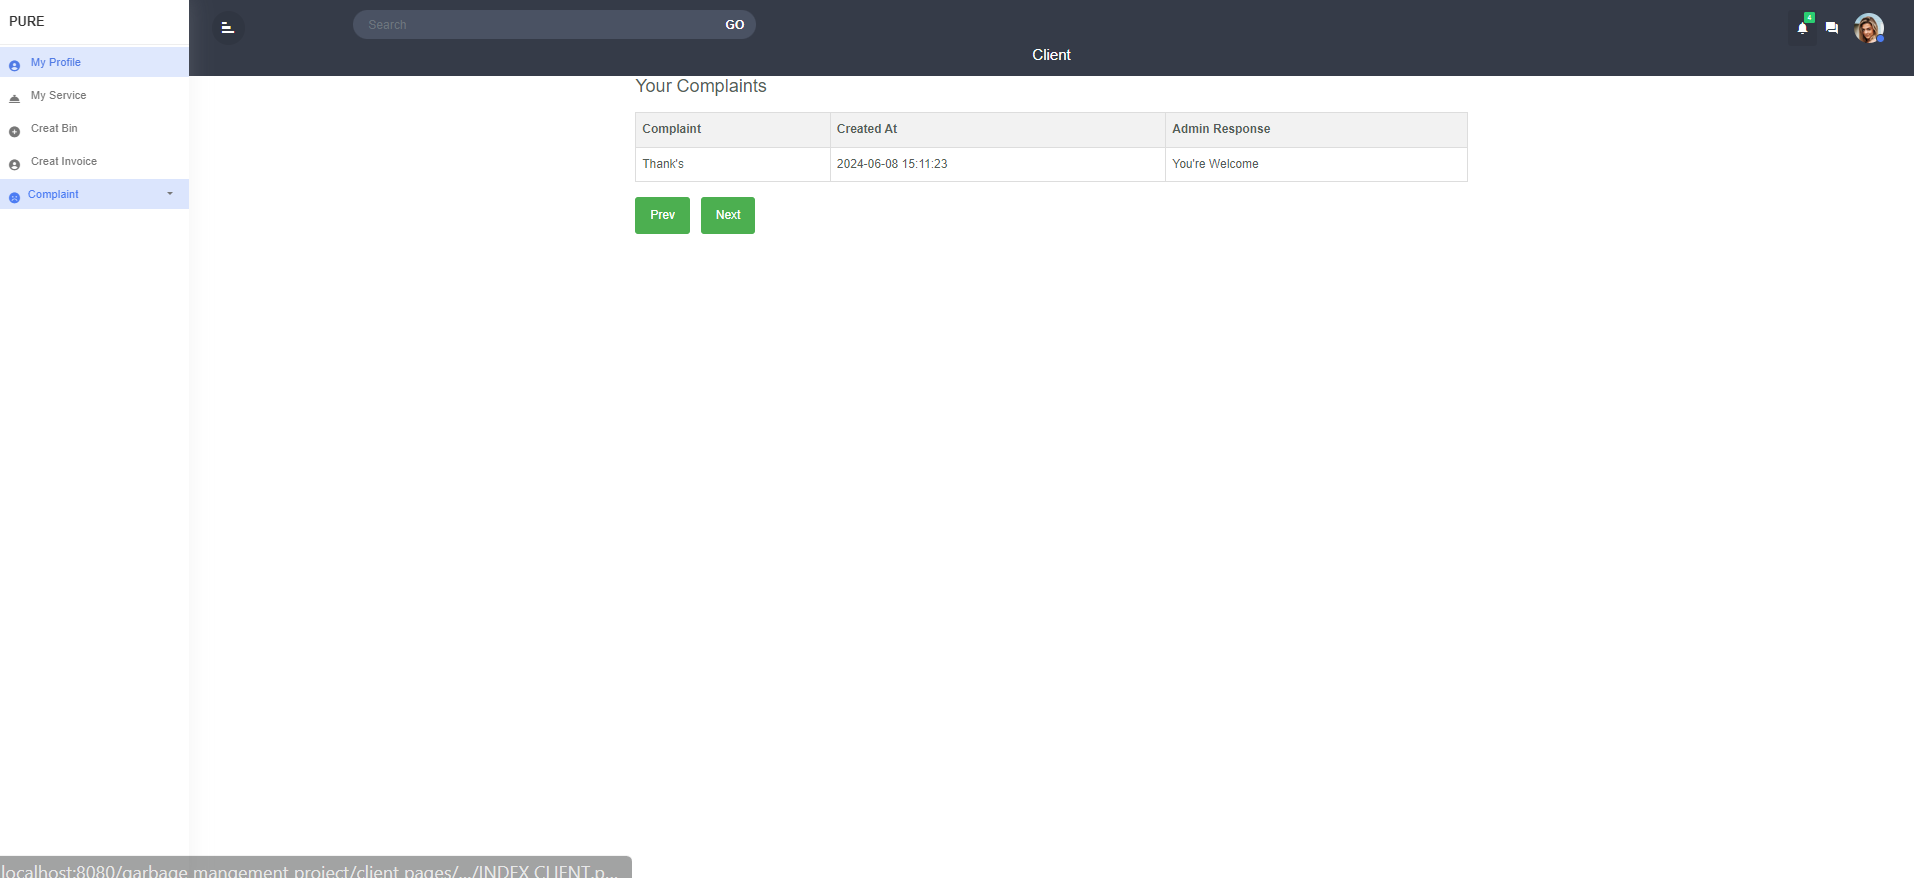 PURE
My Profile
My Service
Creat Bin
Creat Invoice
Complaint
Search GO
4
Client
Your Complaints
Complaint Created At Admin Response
Thank's 2024-06-08 15:11:23 You're Welcome
Prev Next
localhost:8080/garbage mangement project/client pages/.../INDEX CLIENT.p...